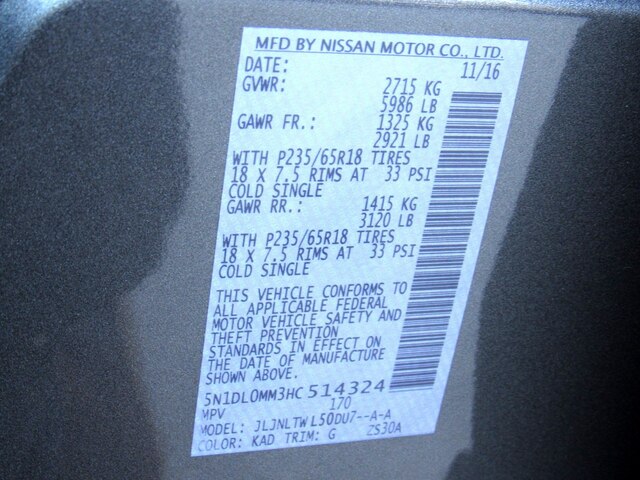 MFD BY NISSAN MOTOR CO., LTD.
DATE: 11/16
GVWR: 2715 KG
5986 LB
GAWR FR.: 1325 KG
2921 LB
WITH P235/65R18 TIRES
18 X 7.5 RIMS AT 33 PSI
COLD SINGLE
GAWR RR.: 1415 KG
3120 LB
WITH P235/65R18 TIRES
18 X 7.5 RIMS AT 33 PSI
COLD SINGLE
THIS VEHICLE CONFORMS TO
ALL APPLICABLE FEDERAL
MOTOR VEHICLE SAFETY AND
THEFT PREVENTION
STANDARDS IN EFFECT ON
THE DATE OF MANUFACTURE
SHOWN ABOVE.
5N1DL0MM3HC514324
MPV 170
MODEL: JLJNLTWL50DU7--A-A
COLOR: KAD TRIM: G ZS30A